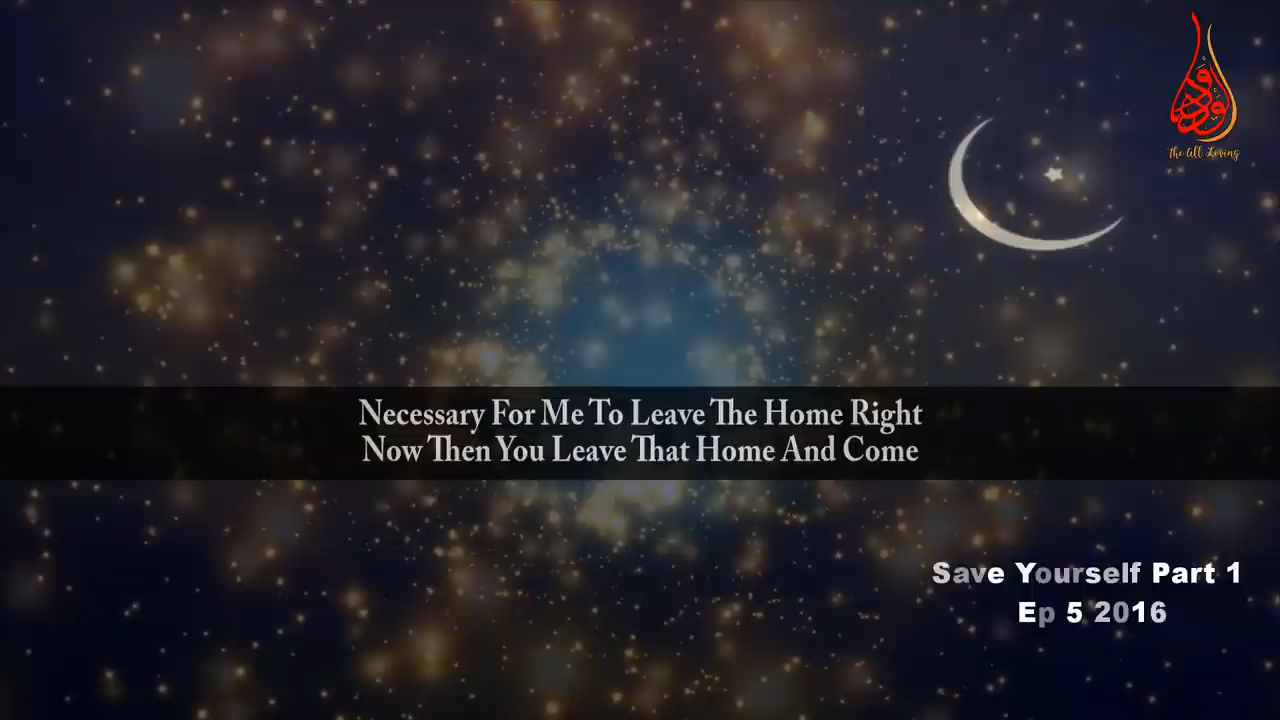 الودود
The All Loving
Necessary For Me To Leave The Home Right
Now Then You Leave That Home And Come
Save Yourself Part 1
Ep 5 2016